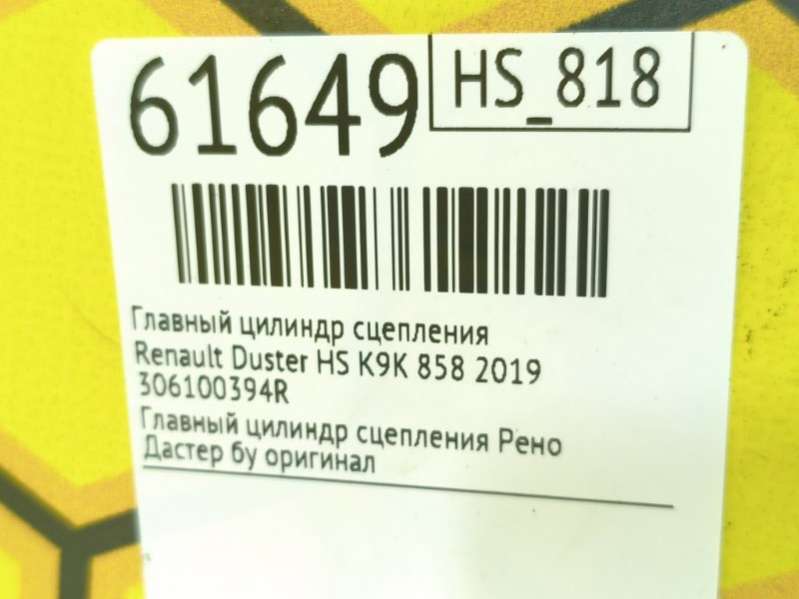 61649
HS_818
Главный цилиндр сцепления
Renault Duster HS K9K 858 2019
306100394R
Главный цилиндр сцепления Рено
Дастер бу оригинал